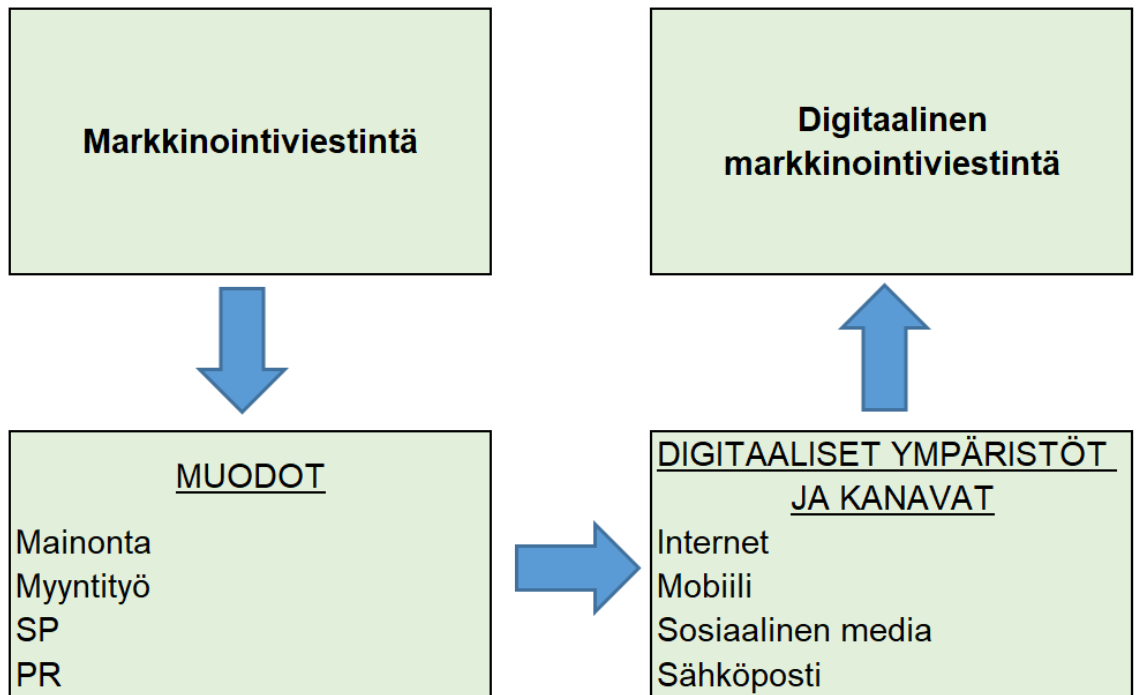 Markkinointiviestintä
Digitaalinen
markkinointiviestintä
MUODOT
Mainonta
Myyntityö
SP
PR
DIGITAALISET YMPÄRISTÖT
JA KANAVAT
Internet
Mobiili
Sosiaalinen media
Sähköposti